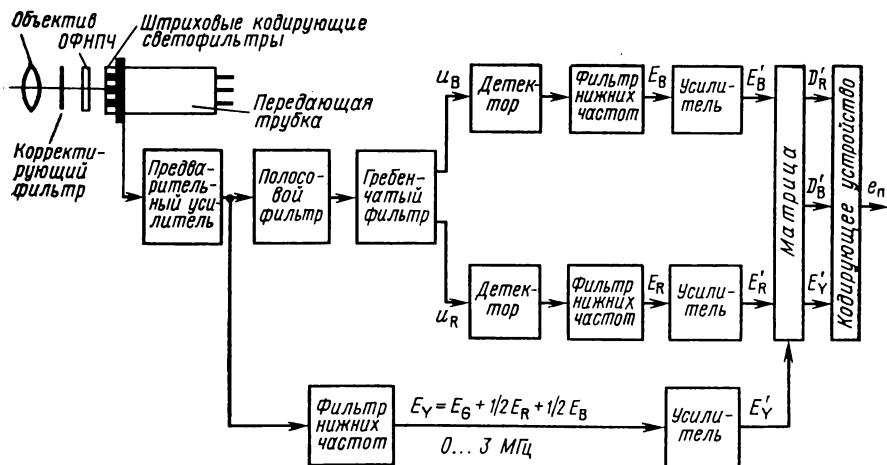 Объектив
ОФНПЧ
Штриховые кодирующие
светофильтры
Передающая
трубка
Корректи-
рующий
фильтр
Предва-
ритель-
ный уси-
литель
Полосо-
вой
фильтр
Гребен-
чатый
фильтр
u_B
Детек-
тор
Фильтр
нижних
частот
E_B
Усили-
тель
E'_B
Матрица
D'_R
D'_B
E'_Y
Кодирующее устройство
e_п
u_R
Детек-
тор
Фильтр
нижних
частот
E_R
Усили-
тель
E'_R
Фильтр
нижних
частот
E_Y = E_G + 1/2 E_R + 1/2 E_B
0... 3 МГц
Усили-
тель
E'_Y